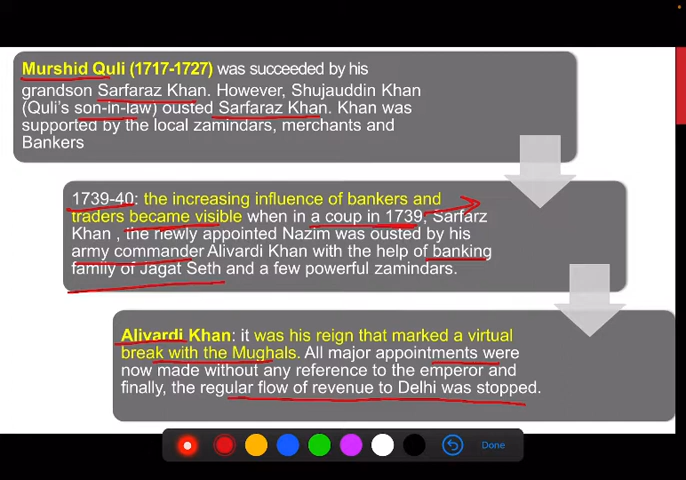 Murshid Quli (1717-1727) was succeeded by his
grandson Sarfaraz Khan. However, Shujauddin Khan
(Quli's son-in-law) ousted Sarfaraz Khan. Khan was
supported by the local zamindars, merchants and
Bankers
1739-40: the increasing influence of bankers and
traders became visible when in a coup in 1739, Sarfarz
Khan , the newly appointed Nazim was ousted by his
army commander Alivardi Khan with the help of banking
family of Jagat Seth and a few powerful zamindars.
Alivardi Khan: it was his reign that marked a virtual
break with the Mughals. All major appointments were
now made without any reference to the emperor and
finally, the regular flow of revenue to Delhi was stopped.
Done